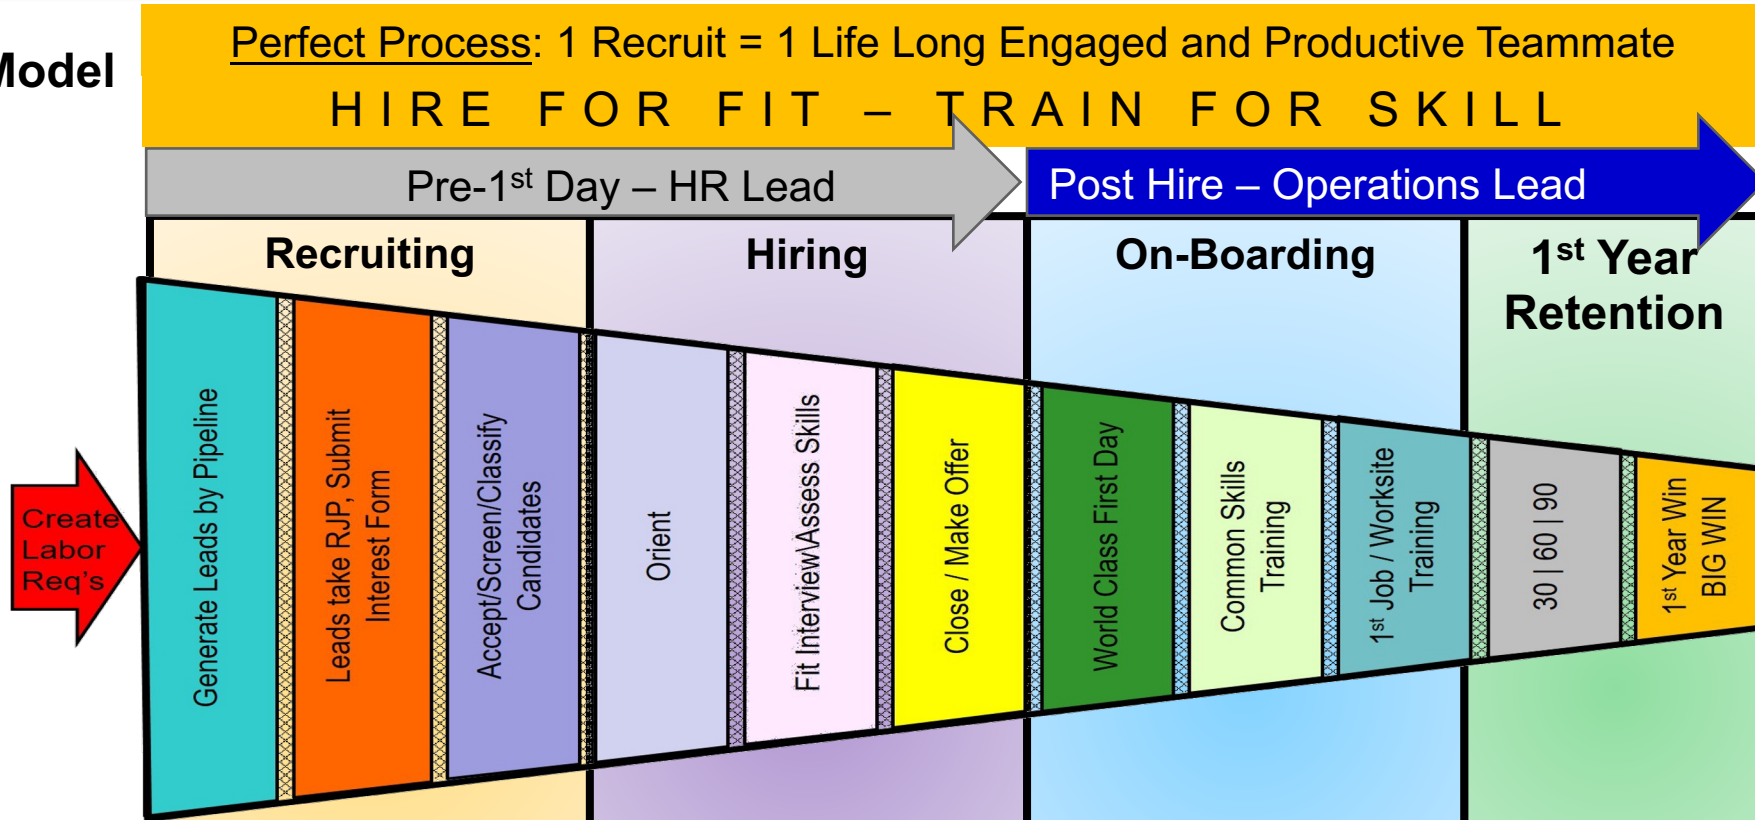 Model
Perfect Process: 1 Recruit = 1 Life Long Engaged and Productive Teammate
HIRE FOR FIT – TRAIN FOR SKILL
Pre-1st Day – HR Lead
Post Hire – Operations Lead
Recruiting
Hiring
On-Boarding
1st Year
Retention
Create
Labor
Req's
Generate Leads by Pipeline
Leads take RJP, Submit
Interest Form
Accept/Screen/Classify
Candidates
Orient
Fit Interview\Assess Skills
Close / Make Offer
World Class First Day
Common Skills
Training
1st Job / Worksite
Training
30 | 60 | 90
1st Year Win
BIG WIN